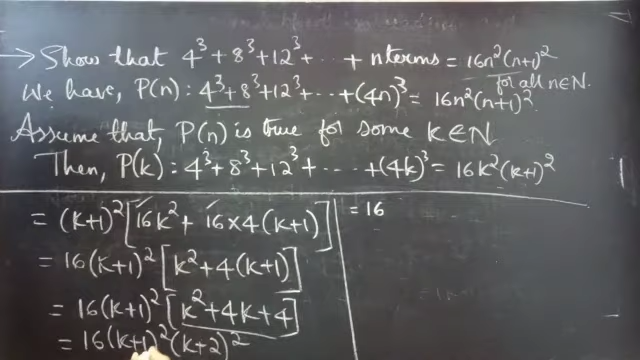 → Show that 4³ + 8³ + 12³ + ... + n terms = 16n²(n+1)²
for all n∈N.
We have, P(n) : 4³ + 8³ + 12³ + ... + (4n)³ = 16n²(n+1)²
Assume that, P(n) is true for some k∈N
Then, P(k) : 4³ + 8³ + 12³ + ... + (4k)³ = 16k²(k+1)²
= (k+1)² [16k² + 16×4(k+1)]
= 16(k+1)² [k² + 4(k+1)]
= 16(k+1)² [k² + 4k + 4]
= 16(k+1)² (k+2)²
= 16